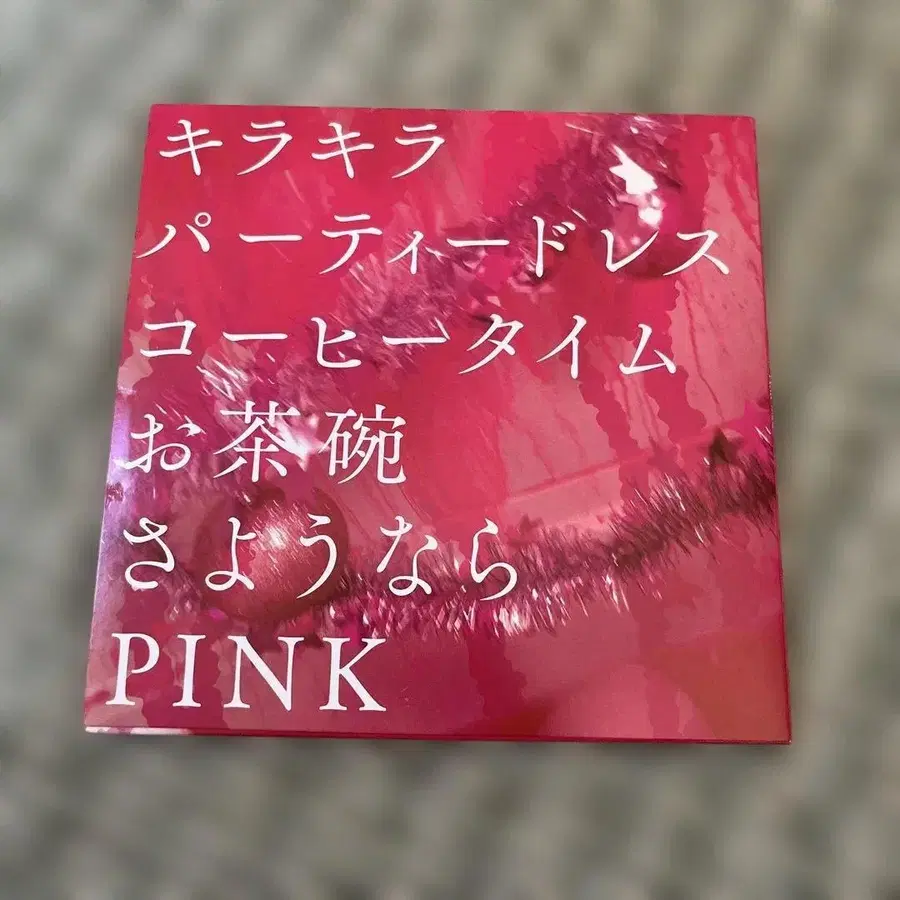 キラキラ
パーティードレス
コーヒータイム
お茶碗
さようなら
PINK